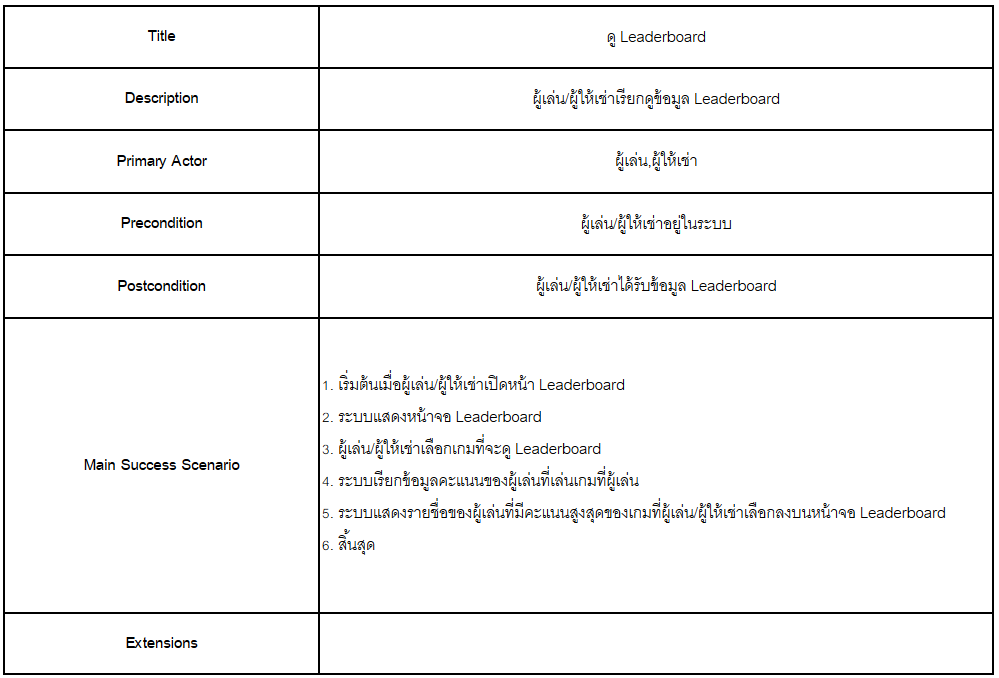 Title
ดู Leaderboard
Description
ผู้เล่น/ผู้ให้เช่าเรียกดูข้อมูล Leaderboard
Primary Actor
ผู้เล่น,ผู้ให้เช่า
Precondition
ผู้เล่น/ผู้ให้เช่าอยู่ในระบบ
Postcondition
ผู้เล่น/ผู้ให้เช่าได้รับข้อมูล Leaderboard
Main Success Scenario
1. เริ่มต้นเมื่อผู้เล่น/ผู้ให้เช่าเปิดหน้า Leaderboard
2. ระบบแสดงหน้าจอ Leaderboard
3. ผู้เล่น/ผู้ให้เช่าเลือกเกมที่จะดู Leaderboard
4. ระบบเรียกข้อมูลคะแนนของผู้เล่นที่เล่นเกมที่ผู้เล่น
5. ระบบแสดงรายชื่อของผู้เล่นที่มีคะแนนสูงสุดของเกมที่ผู้เล่น/ผู้ให้เช่าเลือกลงบนหน้าจอ Leaderboard
6. สิ้นสุด
Extensions